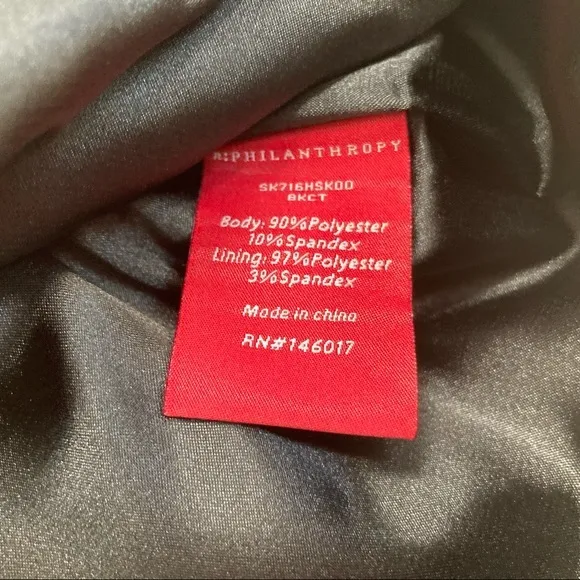 R:PHILANTHROPY
SK716HSK00
BKCT
Body: 90%Polyester
10%Spandex
Lining: 97%Polyester
3%Spandex
Made in china
RN#146017